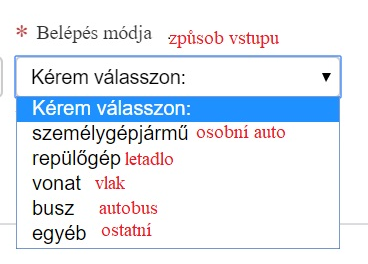 * Belépés módja způsob vstupu
Kérem válasszon:
Kérem válasszon:
személygépjármű osobní auto
repülőgép letadlo
vonat vlak
busz autobus
egyéb ostatní